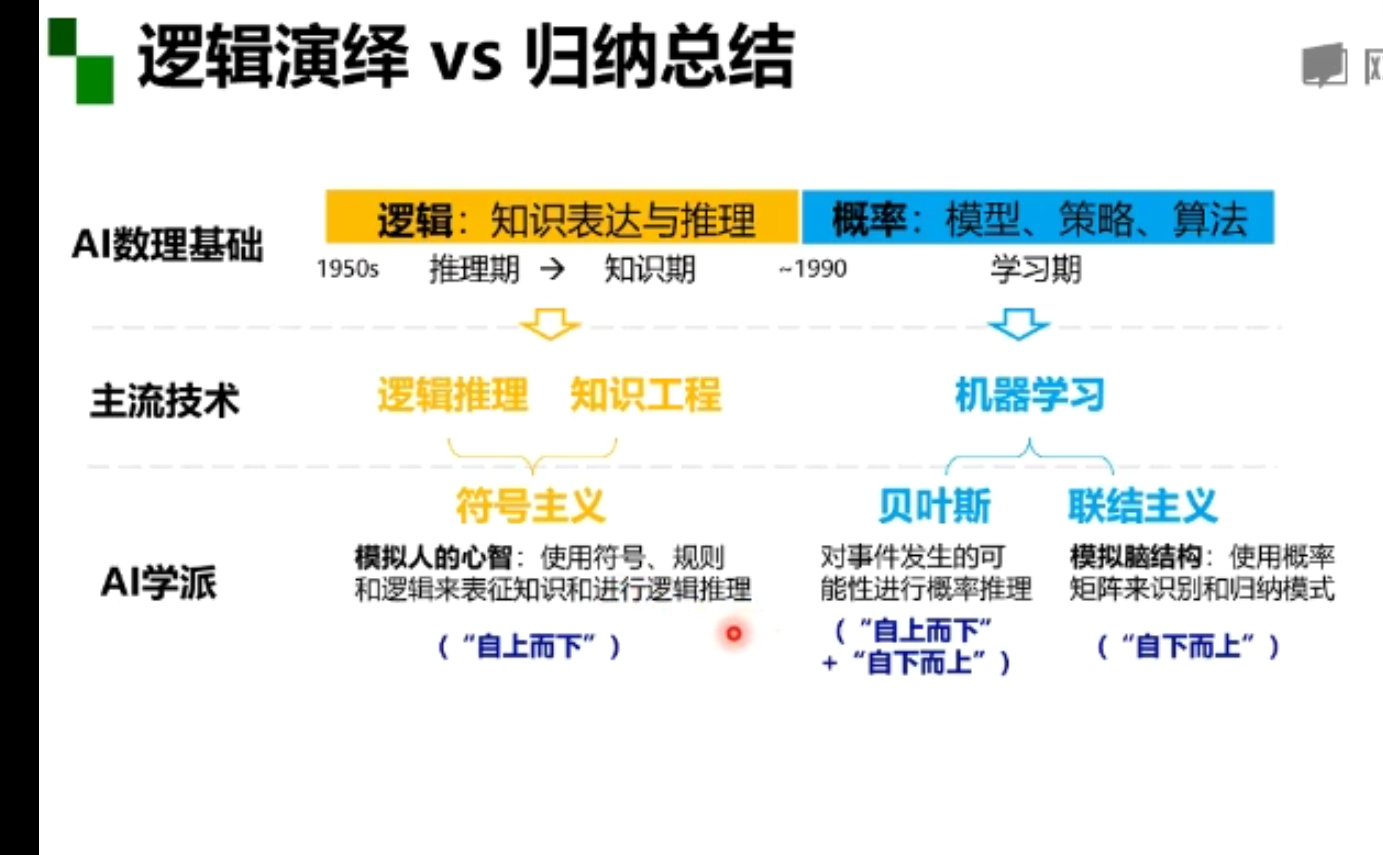 逻辑演绎 vs 归纳总结
AI数理基础
逻辑：知识表达与推理
概率：模型、策略、算法
1950s 推理期 → 知识期 ~1990 学习期
主流技术
逻辑推理 知识工程
机器学习
AI学派
符号主义
模拟人的心智：使用符号、规则
和逻辑来表征知识和进行逻辑推理
（“自上而下”）
贝叶斯
对事件发生的可
能性进行概率推理
（“自上而下”
+“自下而上”）
联结主义
模拟脑结构：使用概率
矩阵来识别和归纳模式
（“自下而上”）